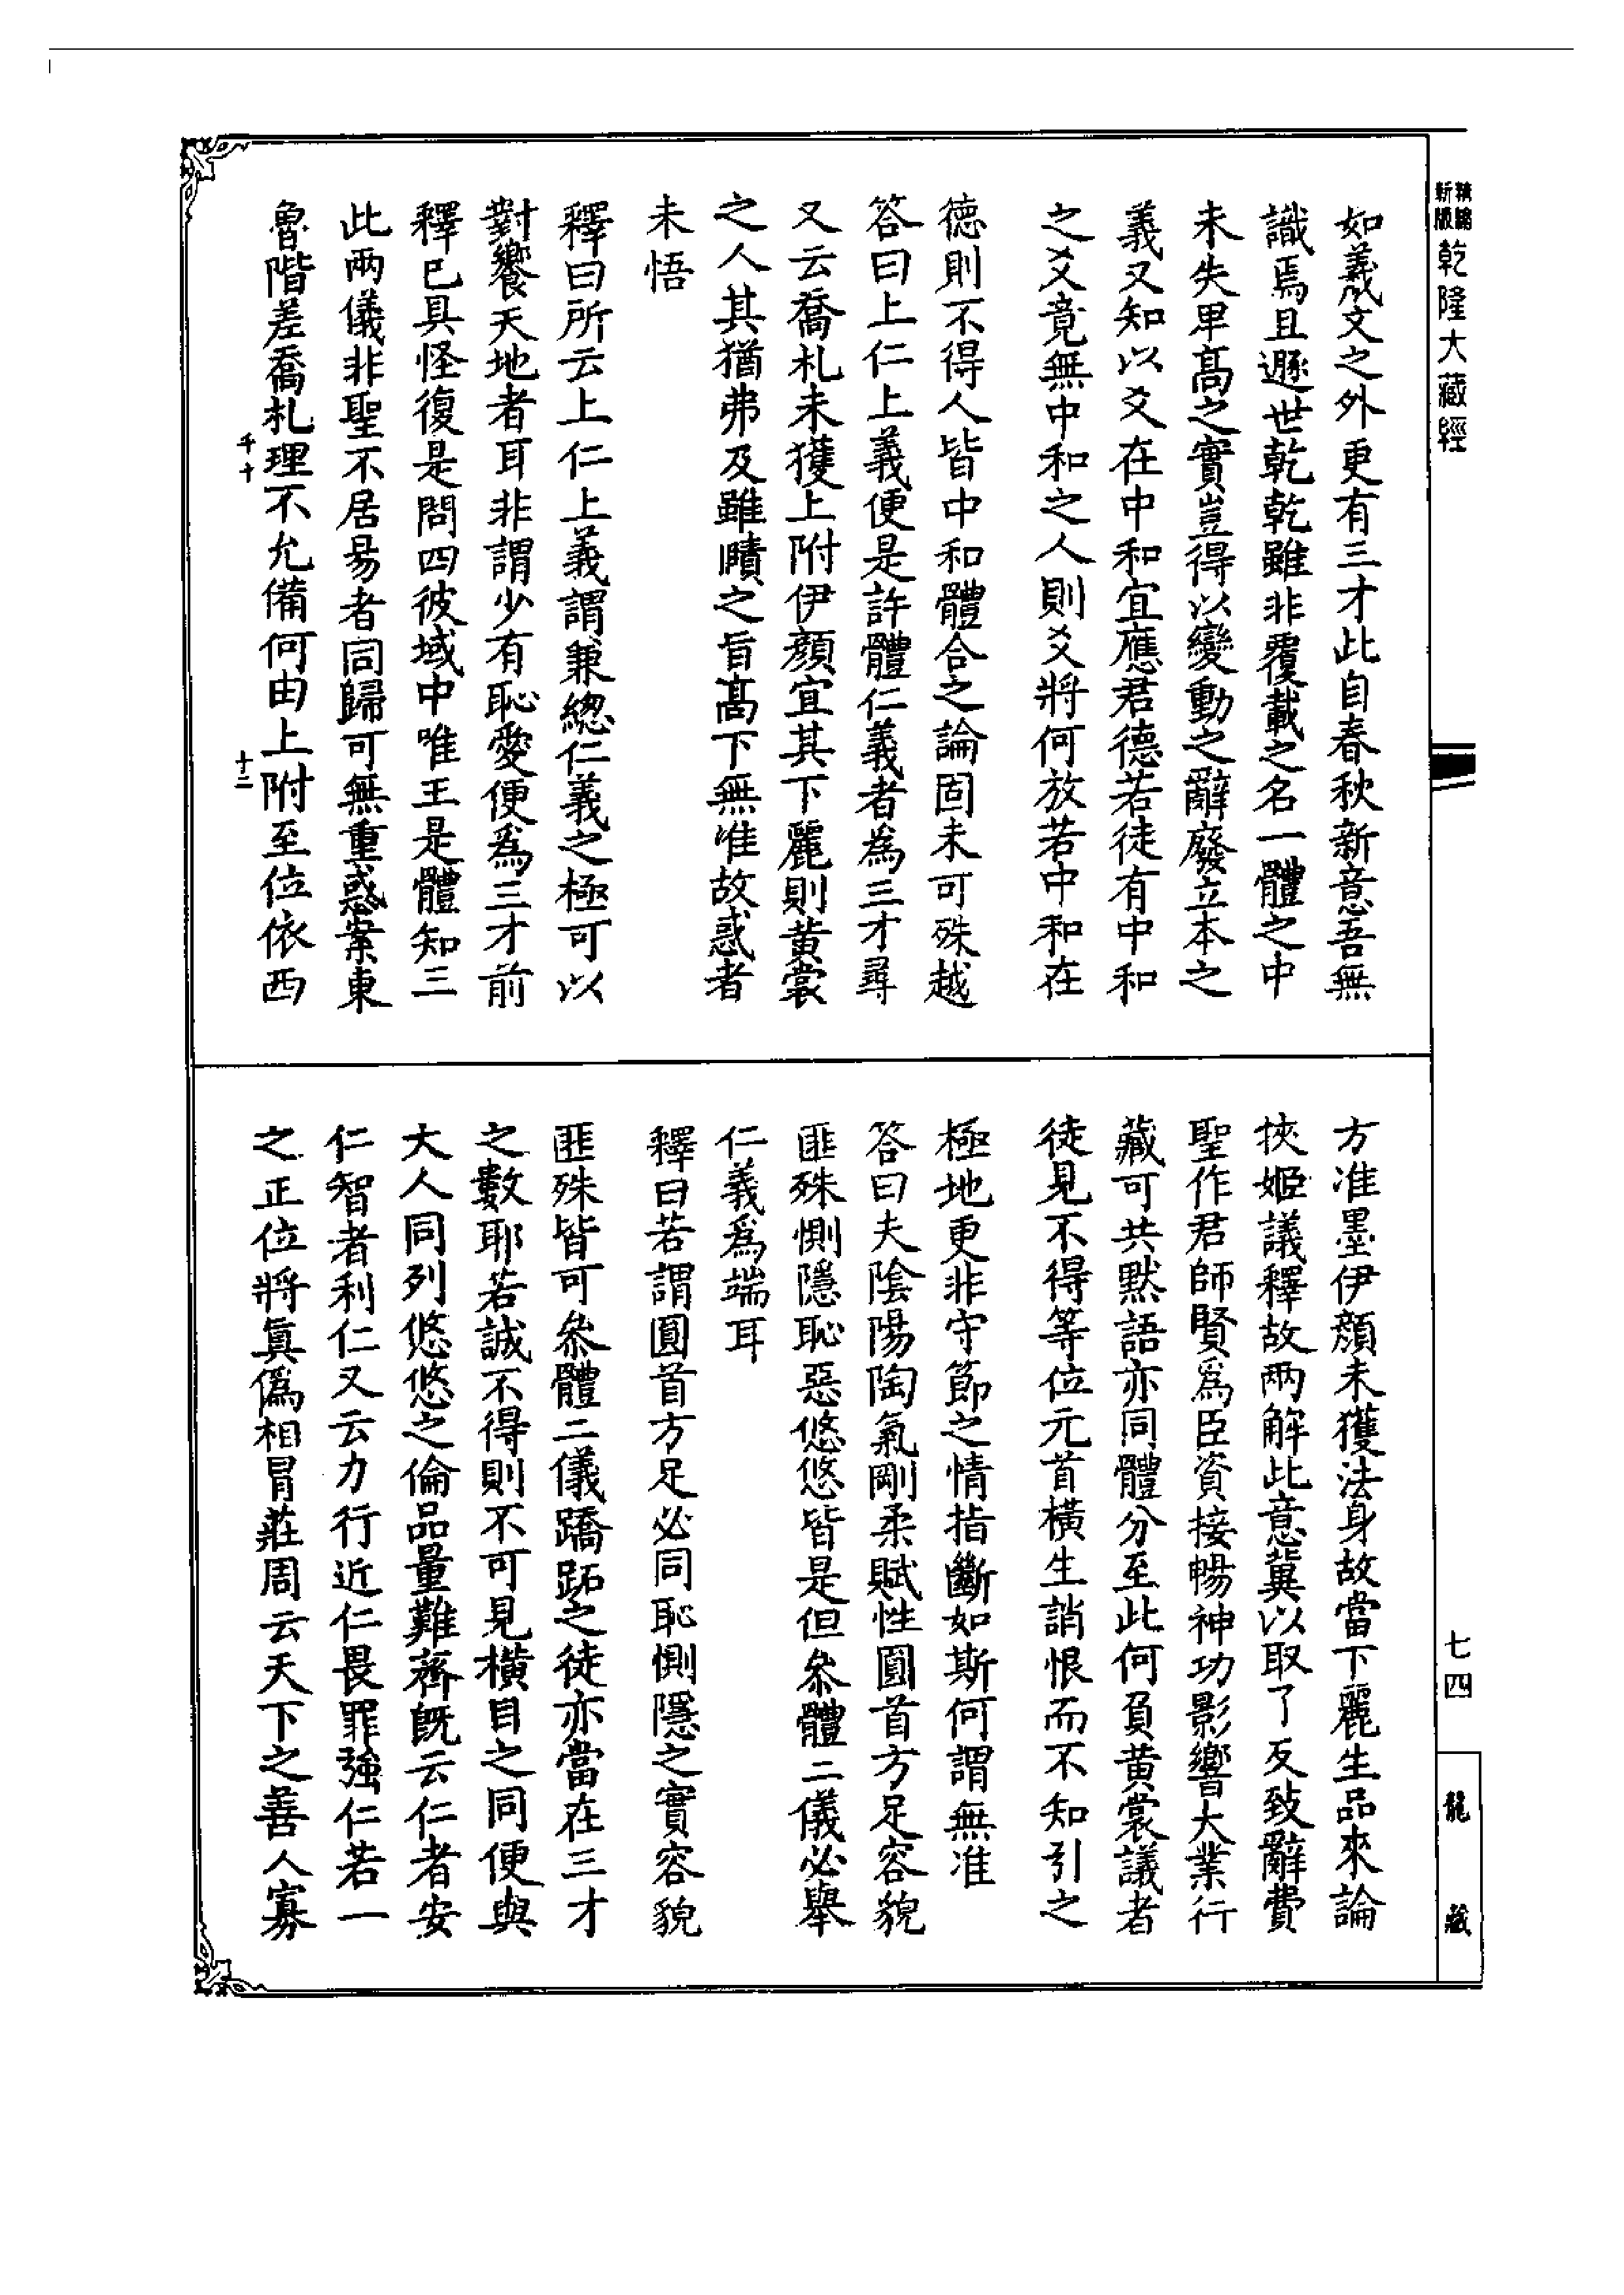 精縮
新版
乾隆大藏經
如羲文之外更有三才此自春秋新意吾無
識焉且遯世乾乾雖非覆載之名一體之中
未失卑高之實豈得以變動之辭廢立本之
義又知以爻在中和宜應君德若徒有中和
之爻竟無中和之人則爻將何放若中和在
德則不得人皆中和體合之論固未可殊越
答曰上仁上義便是許體仁義者為三才尋
又云喬札未獲上附伊顏宜其下麗則黃裳
之人其猶弗及雖賾之旨高下無准故惑者
未悟
釋曰所云上仁上義謂兼總仁義之極可以
對饗天地者耳非謂少有恥愛便爲三才前
釋已具怪復是問四彼域中唯王是體知三
此兩儀非聖不居易者同歸可無重惑案東
魯階差喬札理不允備何由上附至位依西
千十
十二
方准墨伊顏未獲法身故當下麗生品來論
挾姬議釋故兩解此意冀以取了反致辭費
聖作君師賢爲臣資接暢神功影響大業行
藏可共默語亦同體分至此何負黃裳議者
徒見不得等位元首橫生誚恨而不知引之
極地更非守節之情指斷如斯何謂無准
答曰夫陰陽陶氣剛柔賦性圓首方足容貌
匪殊惻隱恥惡悠悠皆是但叅體二儀必舉
仁義爲端耳
釋曰若謂圓首方足必同恥惻隱之實容貌
匪殊皆可叅體二儀蹻跖之徒亦當在三才
之數耶若誠不得則不可見橫目之同便與
大人同列悠悠之倫品量難齊旣云仁者安
仁智者利仁又云力行近仁畏罪強仁若一
之正位將眞僞相冒莊周云天下之善人寡
七四
龍藏